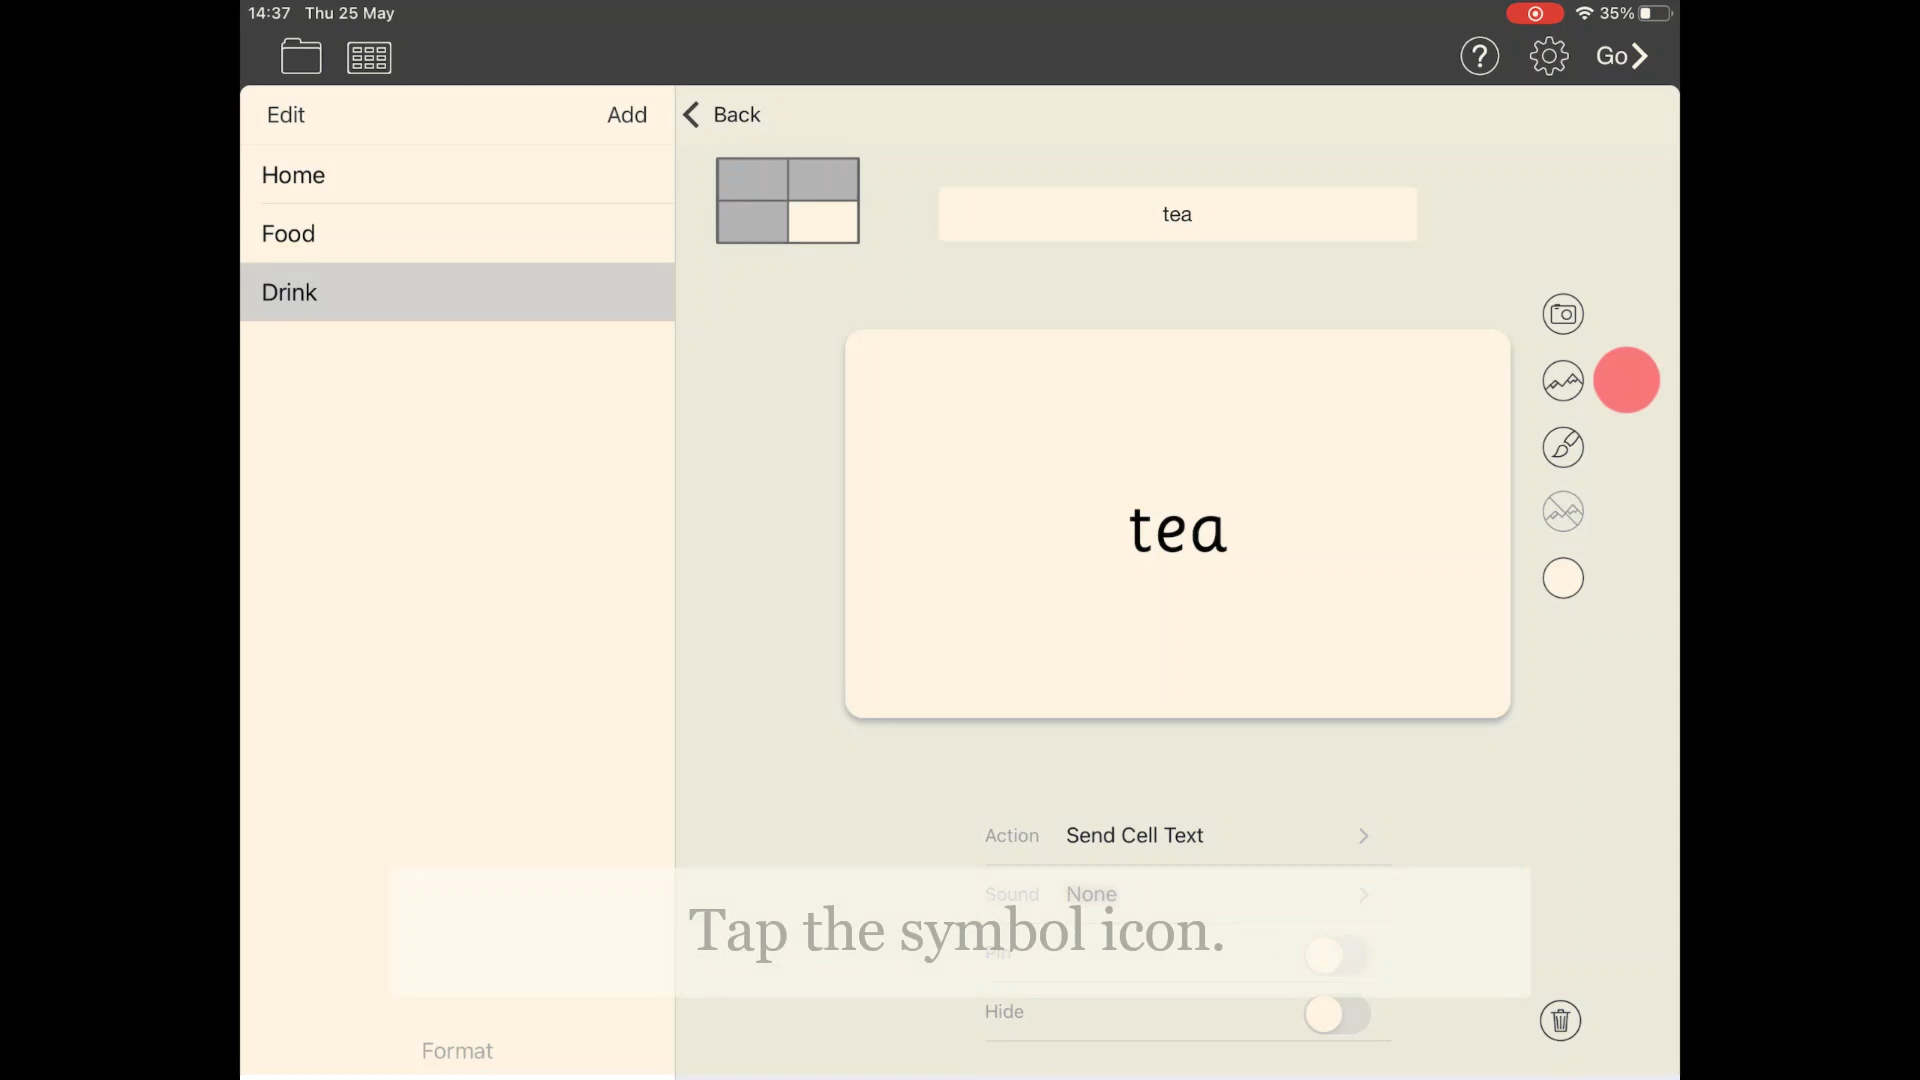 14:37 Thu 25 May
35%
?
Go
Edit
Add
Back
Home
Food
Drink
tea
tea
Action Send Cell Text
Sound None
Tap the symbol icon.
Pin
Hide
Format